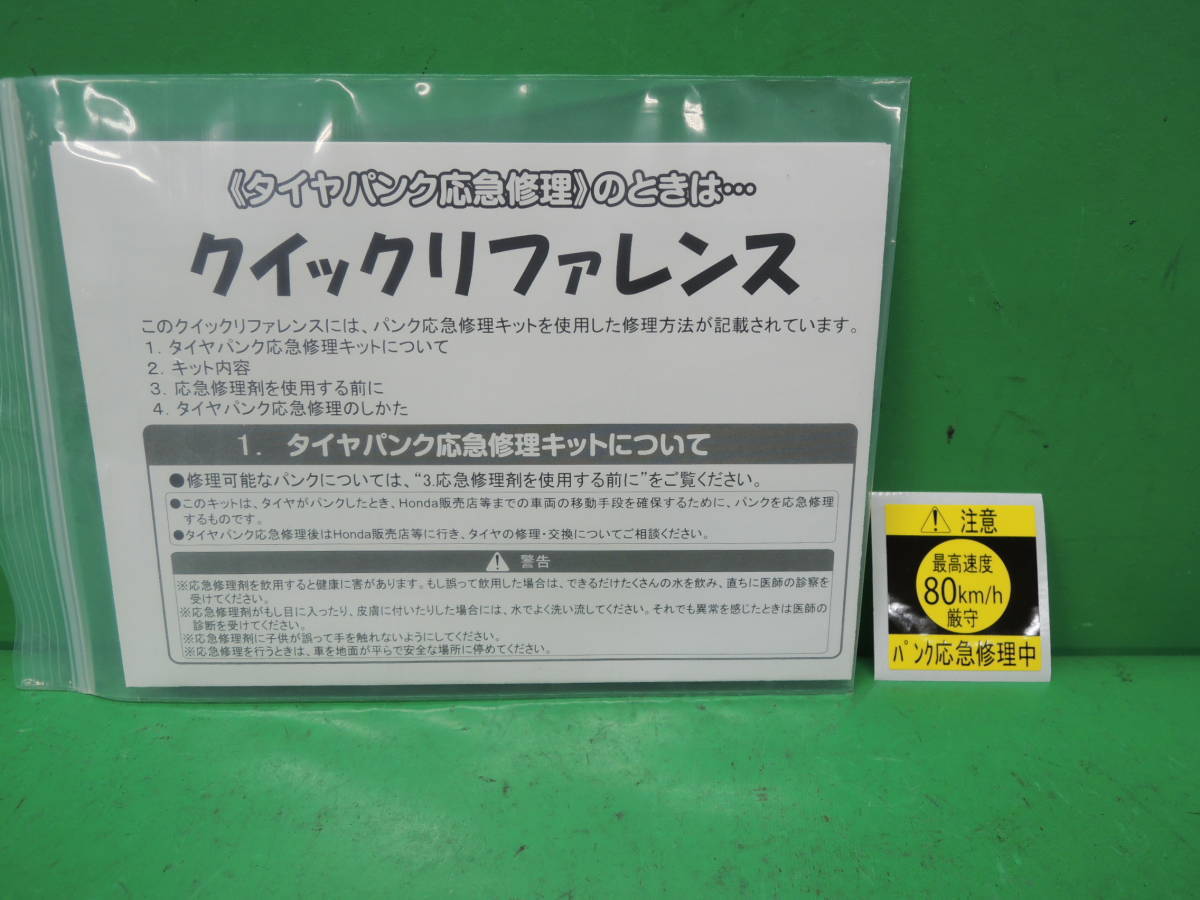 《タイヤパンク応急修理》のときは…
クイックリファレンス
このクイックリファレンスには、パンク応急修理キットを使用した修理方法が記載されています。
1. タイヤパンク応急修理キットについて
2. キット内容
3. 応急修理剤を使用する前に
4. タイヤパンク応急修理のしかた
1. タイヤパンク応急修理キットについて
●修理可能なパンクについては、“3.応急修理剤を使用する前に”をご覧ください。
●このキットは、タイヤがパンクしたとき、Honda販売店等までの車両の移動手段を確保するために、パンクを応急修理
するものです。
●タイヤパンク応急修理後はHonda販売店等に行き、タイヤの修理・交換についてご相談ください。
警告
※応急修理剤を飲用すると健康に害があります。もし誤って飲用した場合は、できるだけたくさんの水を飲み、直ちに医師の診察を
受けてください。
※応急修理剤がもし目に入ったり、皮膚に付いたりした場合には、水でよく洗い流してください。それでも異常を感じたときは医師の
診断を受けてください。
※応急修理剤に子供が誤って手を触れないようにしてください。
※応急修理を行うときは、車を地面が平らで安全な場所に停めてください。
注意
最高速度
80km/h
厳守
パンク応急修理中